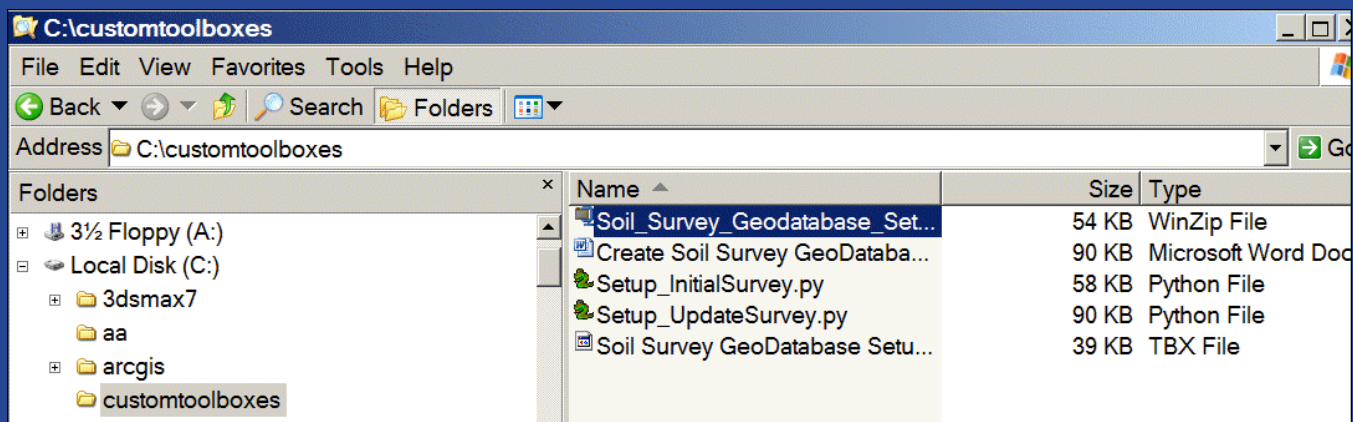 C:\customtoolboxes
File Edit View Favorites Tools Help
Back Search Folders
Address C:\customtoolboxes
Folders
Name Size Type
3½ Floppy (A:)
Local Disk (C:)
3dsmax7
aa
arcgis
customtoolboxes
Soil_Survey_Geodatabase_Set... 54 KB WinZip File
Create Soil Survey GeoDataba... 90 KB Microsoft Word Doc
Setup_InitialSurvey.py 58 KB Python File
Setup_UpdateSurvey.py 90 KB Python File
Soil Survey GeoDatabase Setu... 39 KB TBX File